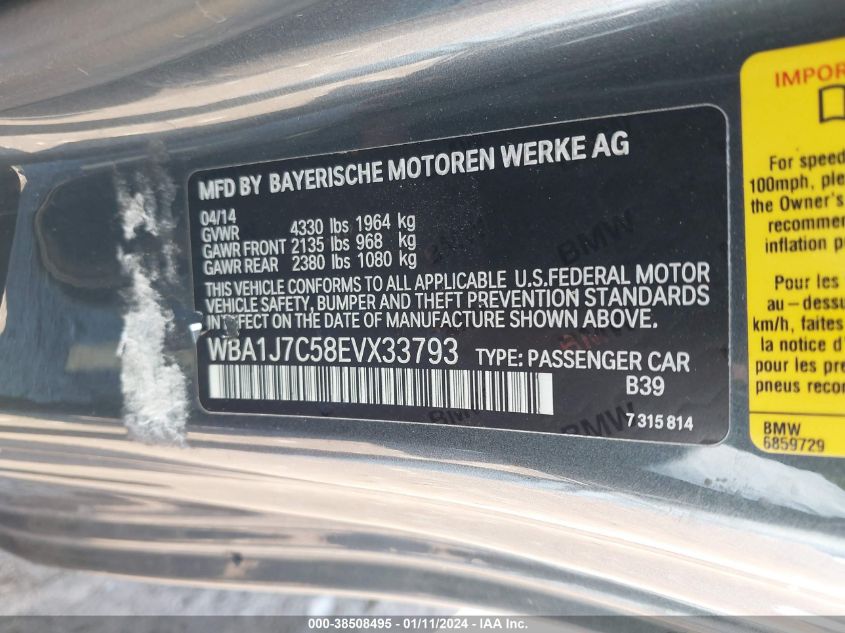 MFD BY BAYERISCHE MOTOREN WERKE AG
04/14
GVWR 4330 lbs 1964 kg
GAWR FRONT 2135 lbs 968 kg
GAWR REAR 2380 lbs 1080 kg
THIS VEHICLE CONFORMS TO ALL APPLICABLE U.S.FEDERAL MOTOR
VEHICLE SAFETY, BUMPER AND THEFT PREVENTION STANDARDS
IN EFFECT ON THE DATE OF MANUFACTURE SHOWN ABOVE.
WBA1J7C58EVX33793 TYPE: PASSENGER CAR
B39
7 315 814
BMW
IMPOR
For speed
100mph, ple
the Owner's
recommen
inflation p
Pour les
au-dessu
km/h, faites
la notice d'
pour les pre
pneus recor
BMW
6859729
000-38508495 - 01/11/2024 - IAA Inc.